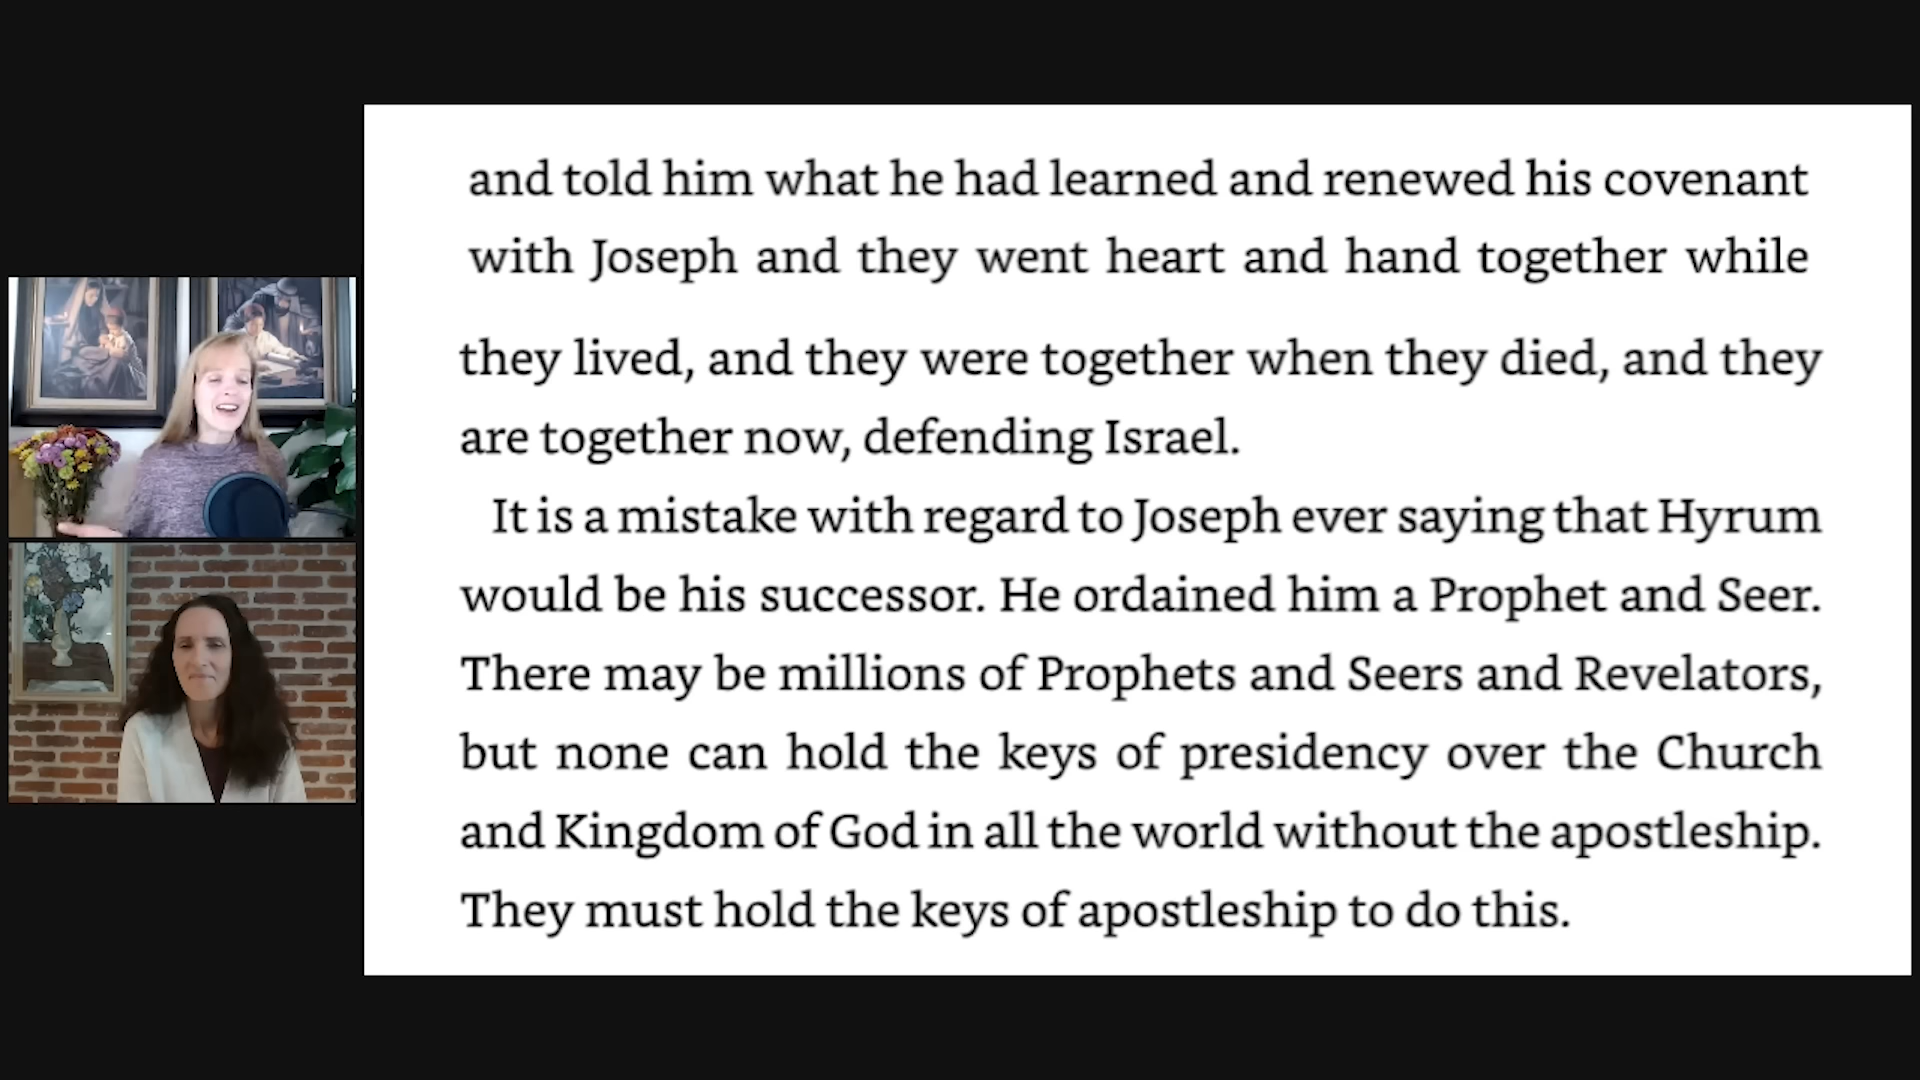 and told him what he had learned and renewed his covenant
with Joseph and they went heart and hand together while
they lived, and they were together when they died, and they
are together now, defending Israel.
It is a mistake with regard to Joseph ever saying that Hyrum
would be his successor. He ordained him a Prophet and Seer.
There may be millions of Prophets and Seers and Revelators,
but none can hold the keys of presidency over the Church
and Kingdom of God in all the world without the apostleship.
They must hold the keys of apostleship to do this.